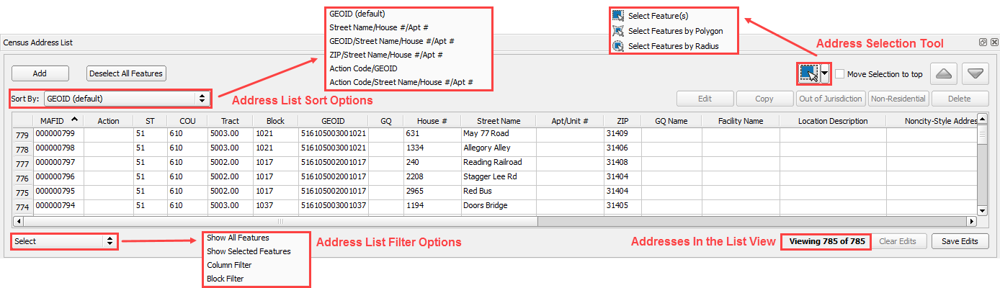 GEOID (default)
Street Name/House #/Apt #
GEOID/Street Name/House #/Apt #
ZIP/Street Name/House #/Apt #
Action Code/GEOID
Action Code/Street Name/House #/Apt #
Select Feature(s)
Select Features by Polygon
Select Features by Radius
Census Address List
Address Selection Tool
Add Deselect All Features Move Selection to top
Sort By: GEOID (default) Address List Sort Options Edit Copy Out of Jurisdiction Non-Residential Delete
MAFID Action ST COU Tract Block GEOID GQ House # Street Name Apt/Unit # ZIP GQ Name Facility Name Location Description Noncity-Style Addres
779 000000799 51 610 5003.00 1021 516105003001021 631 May 77 Road 31409
778 000000798 51 610 5003.00 1021 516105003001021 1334 Allegory Alley 31406
777 000000797 51 610 5002.00 1017 516105002001017 240 Reading Railroad 31408
776 000000796 51 610 5002.00 1017 516105002001017 2208 Stagger Lee Rd 31404
775 000000795 51 610 5002.00 1017 516105002001017 2965 Red Bus 31404
774 000000794 51 610 5003.00 1037 516105003001037 1194 Doors Bridge 31405
Select Address List Filter Options Addresses In the List View Viewing 785 of 785 Clear Edits Save Edits
Show All Features
Show Selected Features
Column Filter
Block Filter